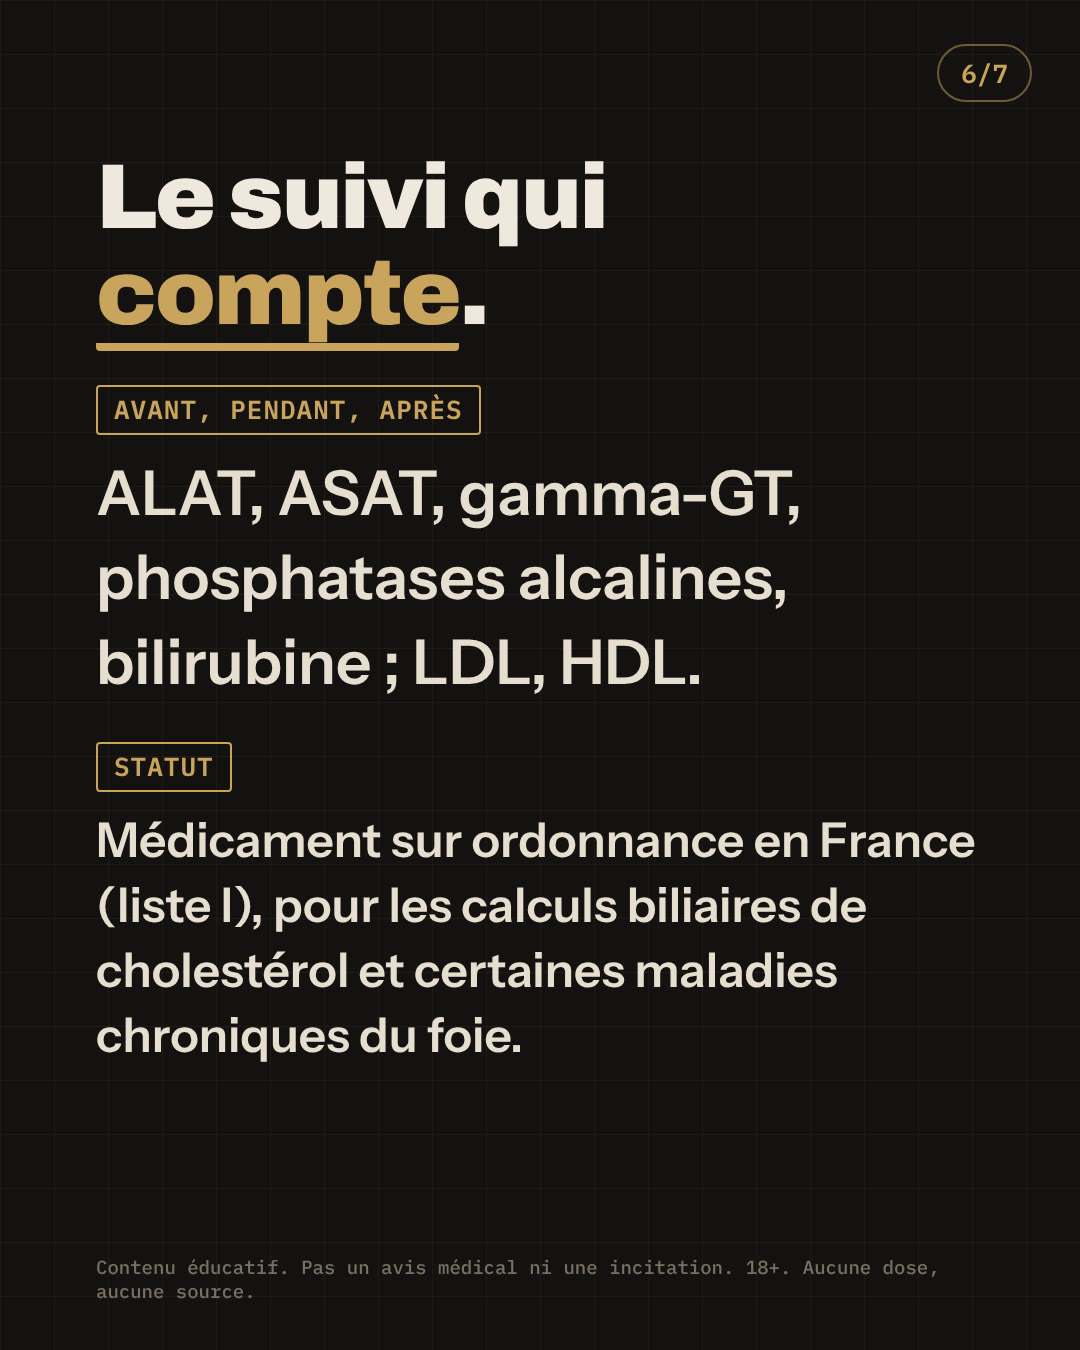 6/7
Le suivi qui
compte.
AVANT, PENDANT, APRÈS
ALAT, ASAT, gamma-GT,
phosphatases alcalines,
bilirubine ; LDL, HDL.
STATUT
Médicament sur ordonnance en France
(liste I), pour les calculs biliaires de
cholestérol et certaines maladies
chroniques du foie.
Contenu éducatif. Pas un avis médical ni une incitation. 18+. Aucune dose,
aucune source.